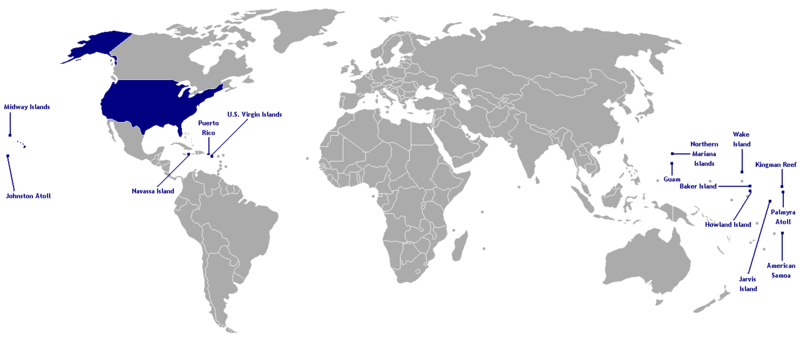 Midway Islands
Johnston Atoll
U.S. Virgin Islands
Puerto
Rico
Navassa Island
Northern
Mariana
Islands
Guam
Wake
Island
Baker Island
Howland Island
Kingman Reef
Palmyra
Atoll
American
Samoa
Jarvis
Island